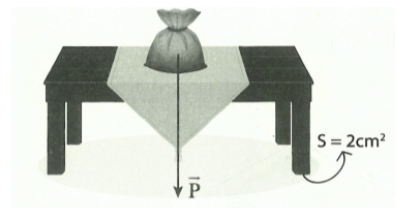 S = 2cm²
P⃗